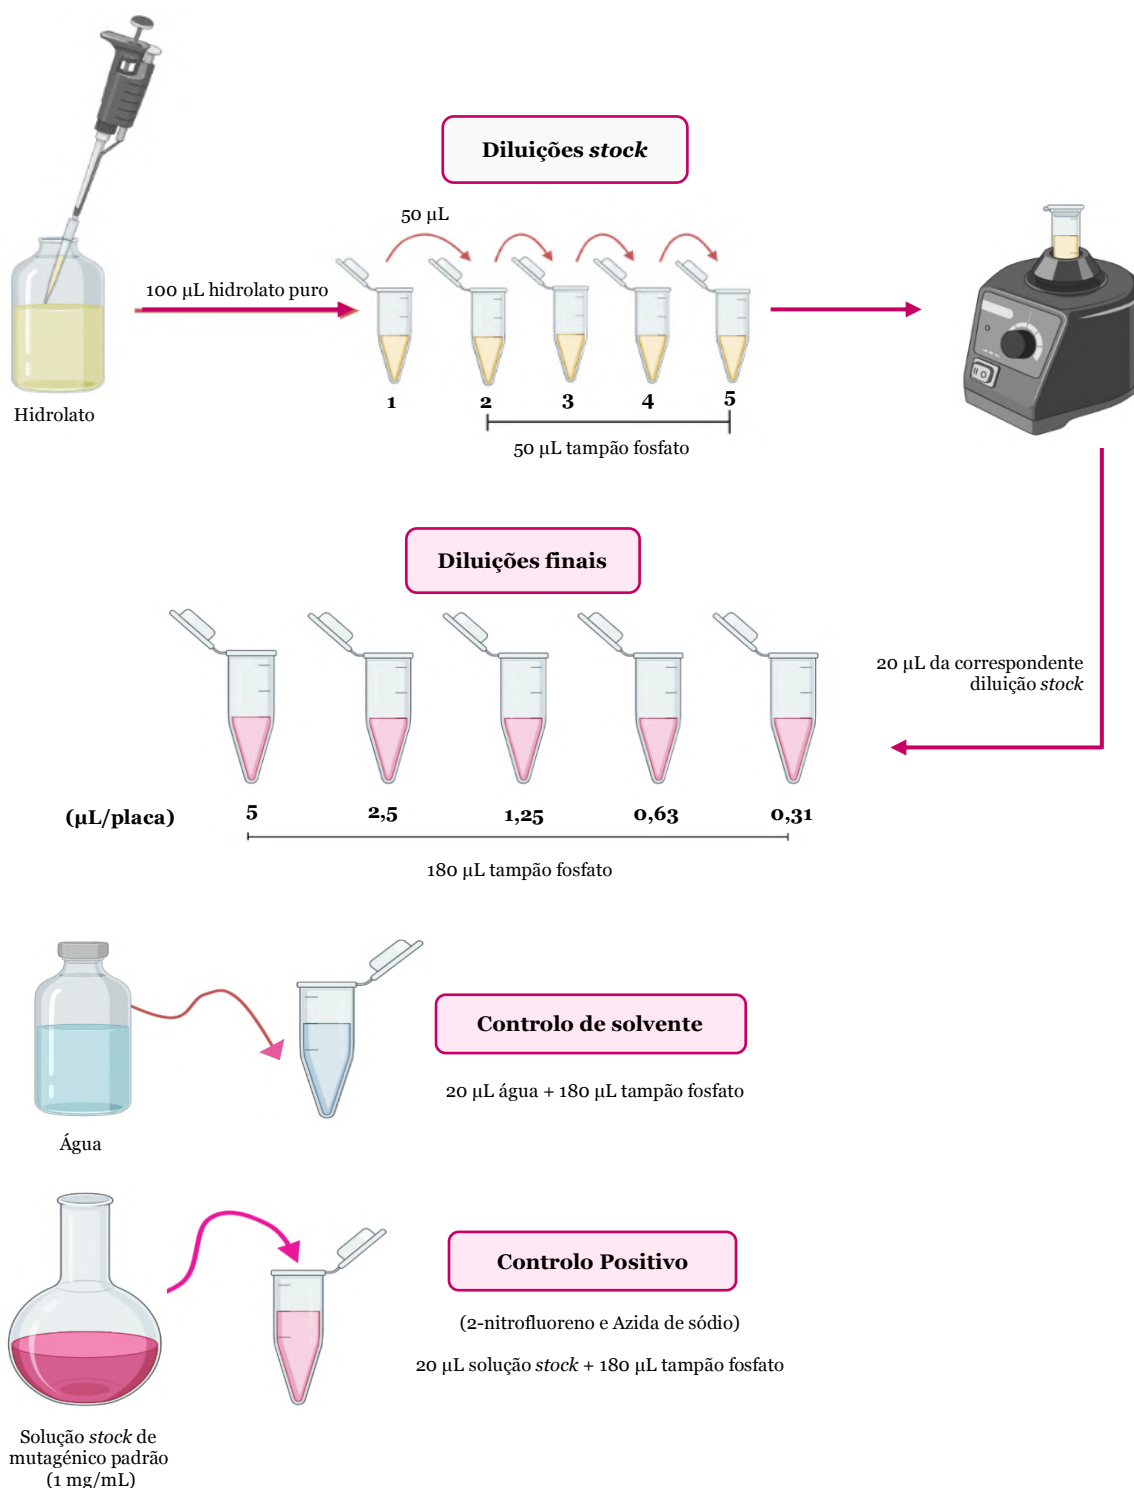 Diluições stock
50 µL
100 µL hidrolato puro
1
2
3
4
5
Hidrolato
50 µL tampão fosfato
Diluições finais
20 µL da correspondente
diluição stock
(µL/placa)
5
2,5
1,25
0,63
0,31
180 µL tampão fosfato
Controlo de solvente
20 µL água + 180 µL tampão fosfato
Água
Controlo Positivo
(2-nitrofluoreno e Azida de sódio)
20 µL solução stock + 180 µL tampão fosfato
Solução stock de
mutagénico padrão
(1 mg/mL)